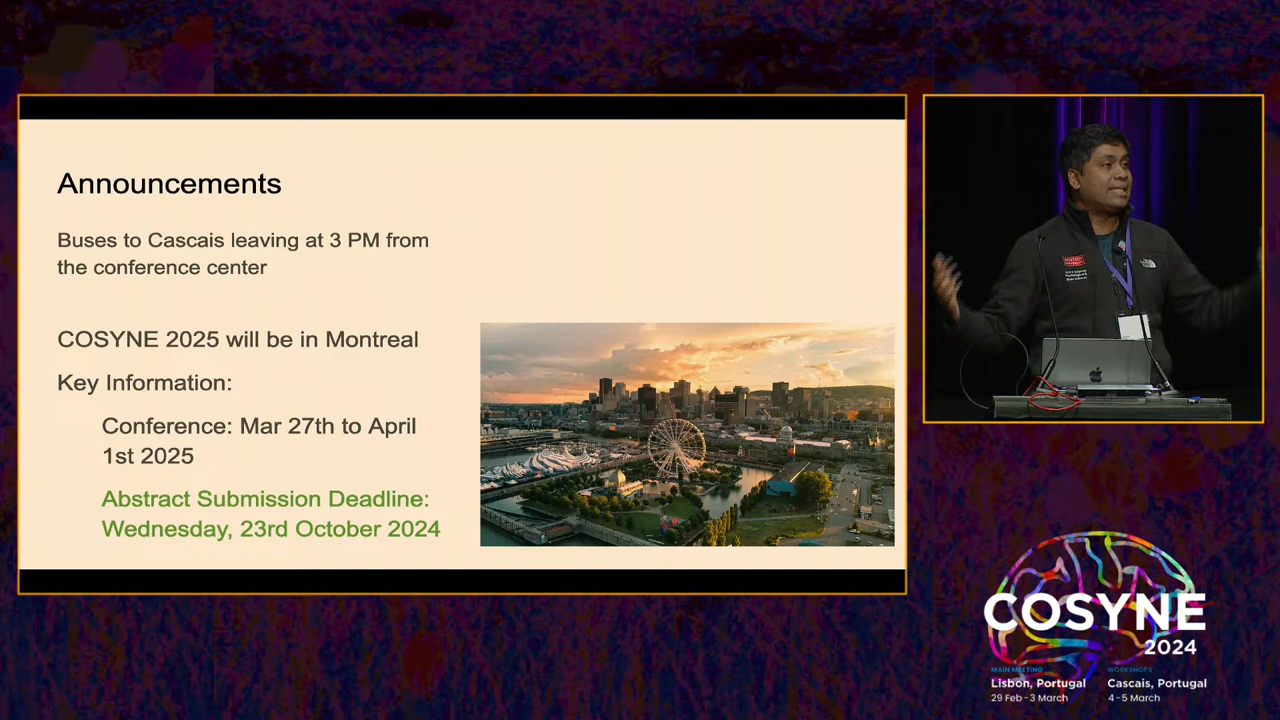 Announcements
Buses to Cascais leaving at 3 PM from
the conference center
COSYNE 2025 will be in Montreal
Key Information:
Conference: Mar 27th to April
1st 2025
Abstract Submission Deadline:
Wednesday, 23rd October 2024
COSYNE
2024
MAIN MEETING
Lisbon, Portugal
29 Feb - 3 March
WORKSHOPS
Cascais, Portugal
4 - 5 March